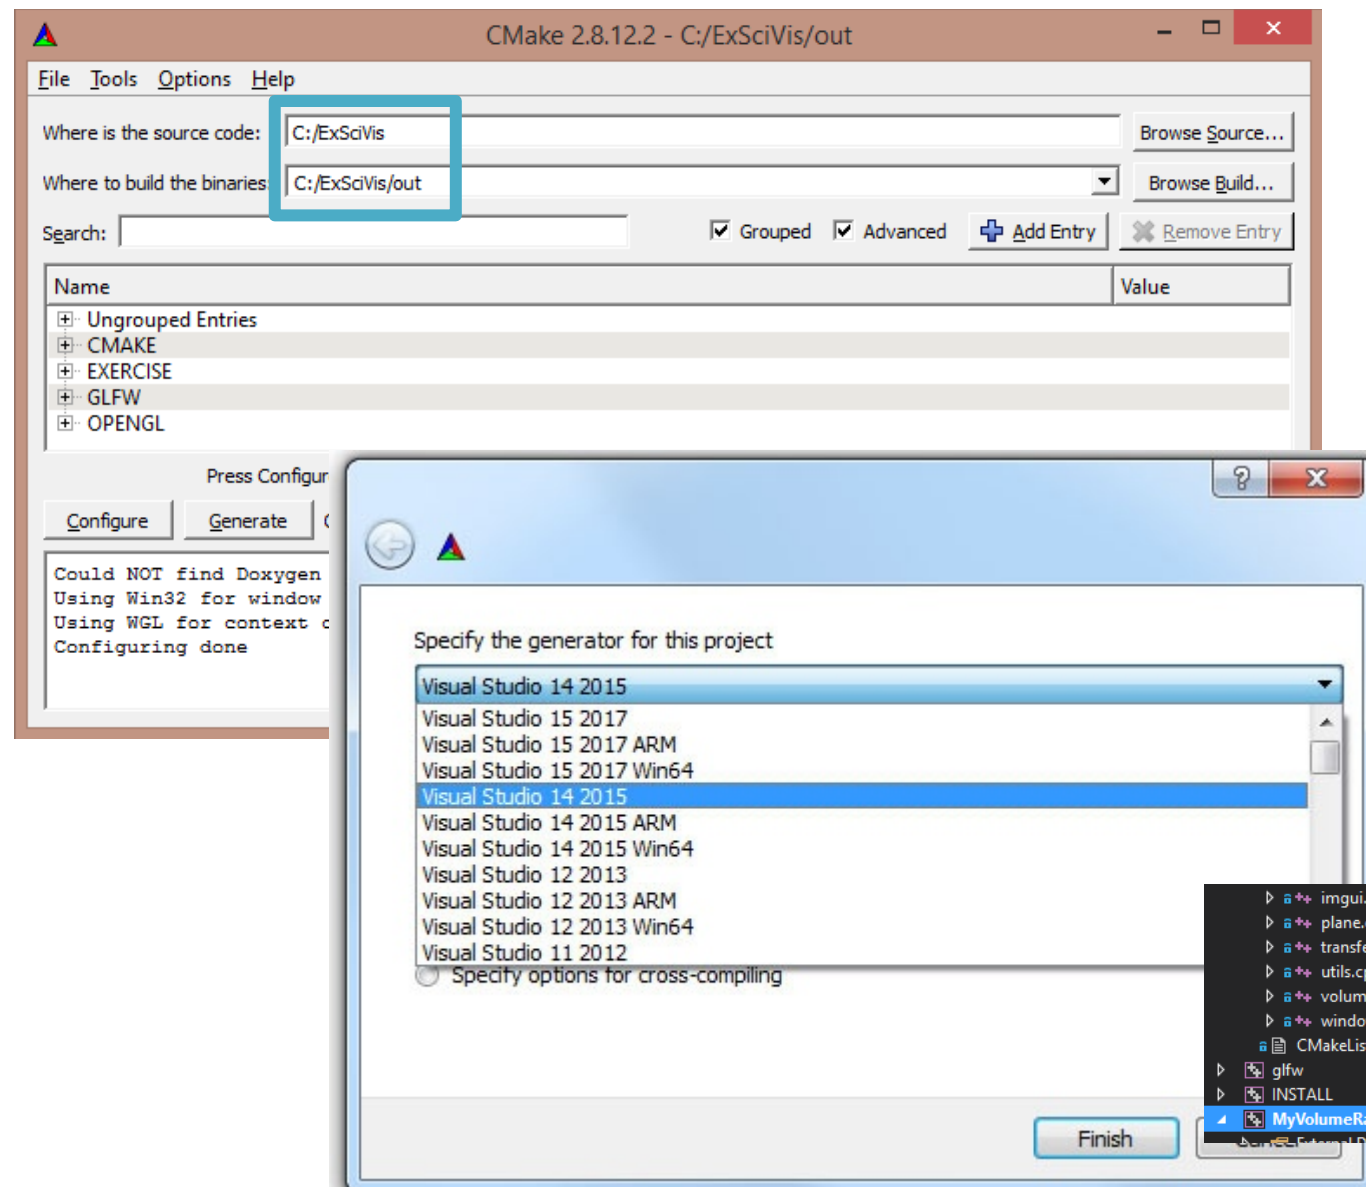 CMake 2.8.12.2 - C:/ExSciVis/out
File Tools Options Help
Where is the source code: C:/ExSciVis Browse Source...
Where to build the binaries: C:/ExSciVis/out Browse Build...
Search: Grouped Advanced Add Entry Remove Entry
Name Value
Ungrouped Entries
CMAKE
EXERCISE
GLFW
OPENGL
Press Configur
Configure Generate
Could NOT find Doxygen
Using Win32 for window
Using WGL for context
Configuring done
Specify the generator for this project
Visual Studio 14 2015
Visual Studio 15 2017
Visual Studio 15 2017 ARM
Visual Studio 15 2017 Win64
Visual Studio 14 2015
Visual Studio 14 2015 ARM
Visual Studio 14 2015 Win64
Visual Studio 12 2013
Visual Studio 12 2013 ARM
Visual Studio 12 2013 Win64
Visual Studio 11 2012
Specify options for cross-compiling
imgui.
plane.
transfe
utils.cp
volum
windo
CMakeLis
glfw
INSTALL
MyVolumeRa
Finish